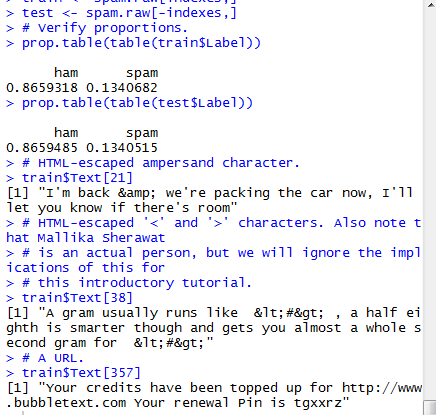 > train <- spam.raw[indexes,]
> test <- spam.raw[-indexes,]
> # Verify proportions.
> prop.table(table(train$Label))
ham spam
0.8659318 0.1340682
> prop.table(table(test$Label))
ham spam
0.8659485 0.1340515
> # HTML-escaped ampersand character.
> train$Text[21]
[1] "I'm back &amp; we're packing the car now, I'll
let you know if there's room"
> # HTML-escaped '<' and '>' characters. Also note t
hat Mallika Sherawat
> # is an actual person, but we will ignore the impl
ications of this for
> # this introductory tutorial.
> train$Text[38]
[1] "A gram usually runs like  &lt;#&gt; , a half ei
ghth is smarter though and gets you almost a whole s
econd gram for  &lt;#&gt;"
> # A URL.
> train$Text[357]
[1] "Your credits have been topped up for http://www
.bubbletext.com Your renewal Pin is tgxxrz"